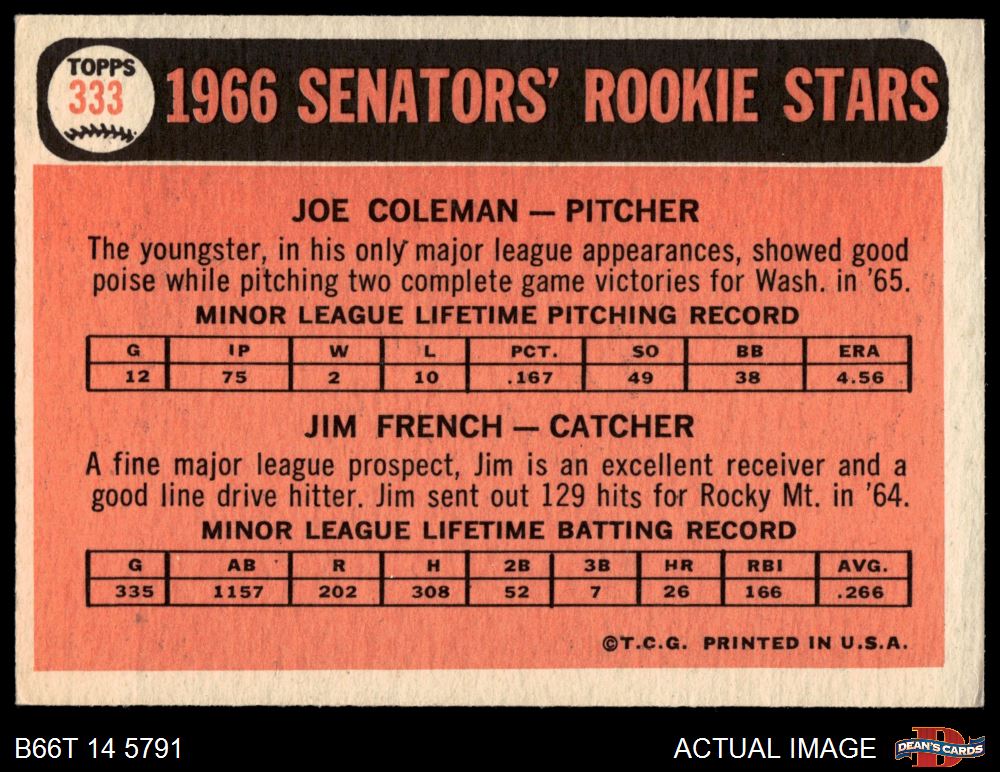 TOPPS
333
1966 SENATORS' ROOKIE STARS
JOE COLEMAN — PITCHER
The youngster, in his only major league appearances, showed good
poise while pitching two complete game victories for Wash. in '65.
MINOR LEAGUE LIFETIME PITCHING RECORD
G IP W L PCT. SO BB ERA
12 75 2 10 .167 49 38 4.56
JIM FRENCH — CATCHER
A fine major league prospect, Jim is an excellent receiver and a
good line drive hitter. Jim sent out 129 hits for Rocky Mt. in '64.
MINOR LEAGUE LIFETIME BATTING RECORD
G AB R H 2B 3B HR RBI AVG.
335 1157 202 308 52 7 26 166 .266
©T.C.G. PRINTED IN U.S.A.
B66T 14 5791
ACTUAL IMAGE
D
DEAN'S CARDS